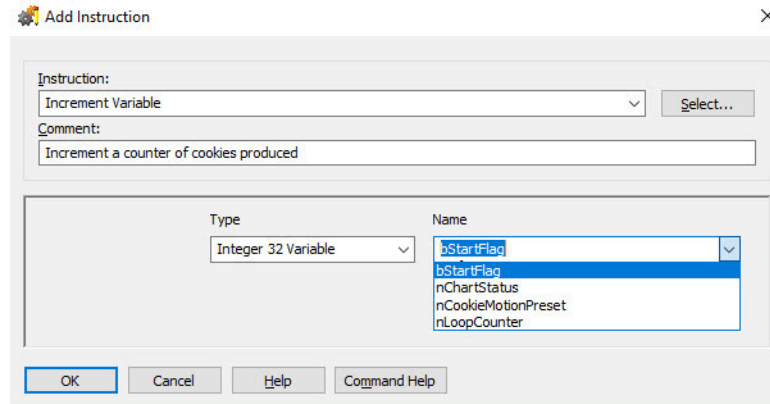 Add Instruction
Instruction:
Increment Variable
Select...
Comment:
Increment a counter of cookies produced
Type
Name
Integer 32 Variable
bStartFlag
bStartFlag
nChartStatus
nCookieMotionPreset
nLoopCounter
OK
Cancel
Help
Command Help